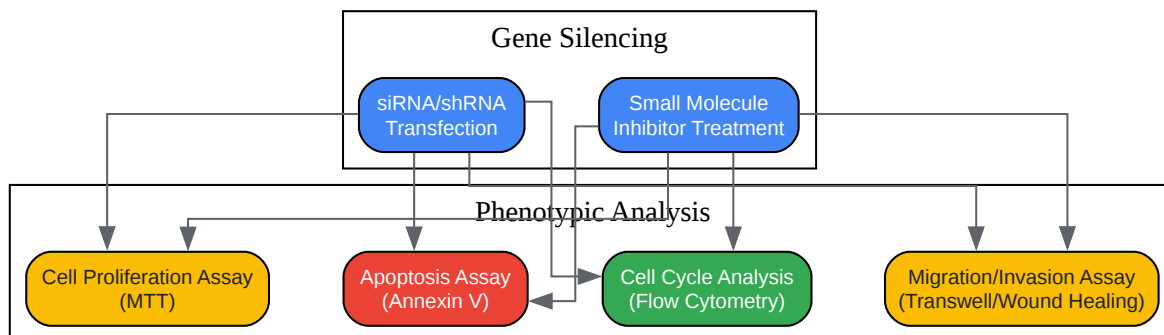 Gene Silencing
siRNA/shRNA
Transfection
Small Molecule
Inhibitor Treatment
Phenotypic Analysis
Cell Proliferation Assay
(MTT)
Apoptosis Assay
(Annexin V)
Cell Cycle Analysis
(Flow Cytometry)
Migration/Invasion Assay
(Transwell/Wound Healing)